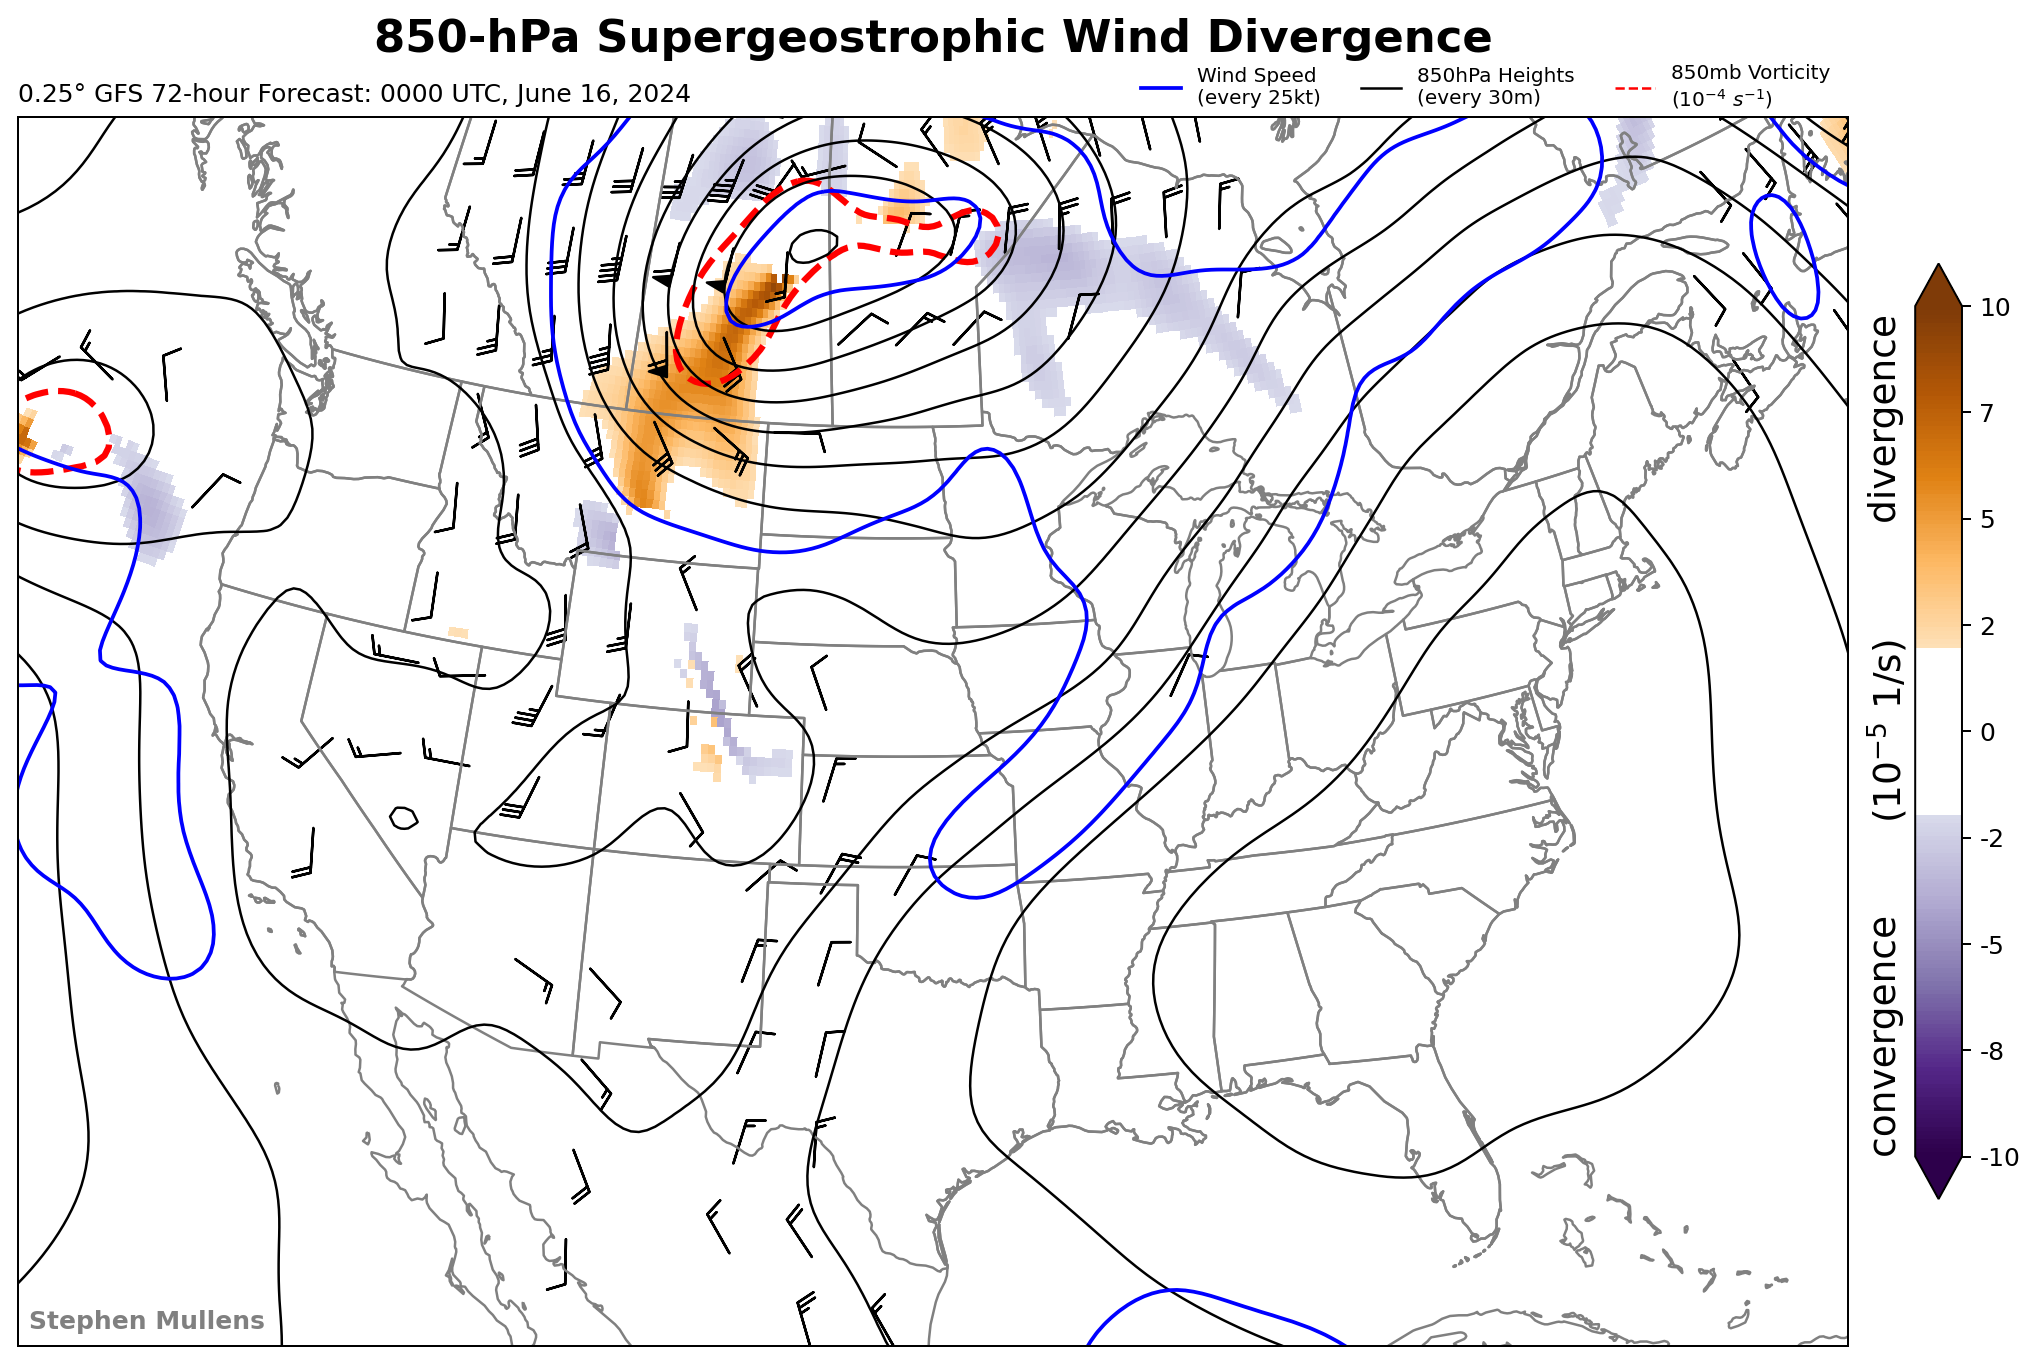 850-hPa Supergeostrophic Wind Divergence
0.25° GFS 72-hour Forecast: 0000 UTC, June 16, 2024
Wind Speed
(every 25kt)
850hPa Heights
(every 30m)
850mb Vorticity
(10⁻⁴ s⁻¹)
10
7
5
2
0
-2
-5
-8
-10
convergence (10⁻⁵ 1/s) divergence
Stephen Mullens